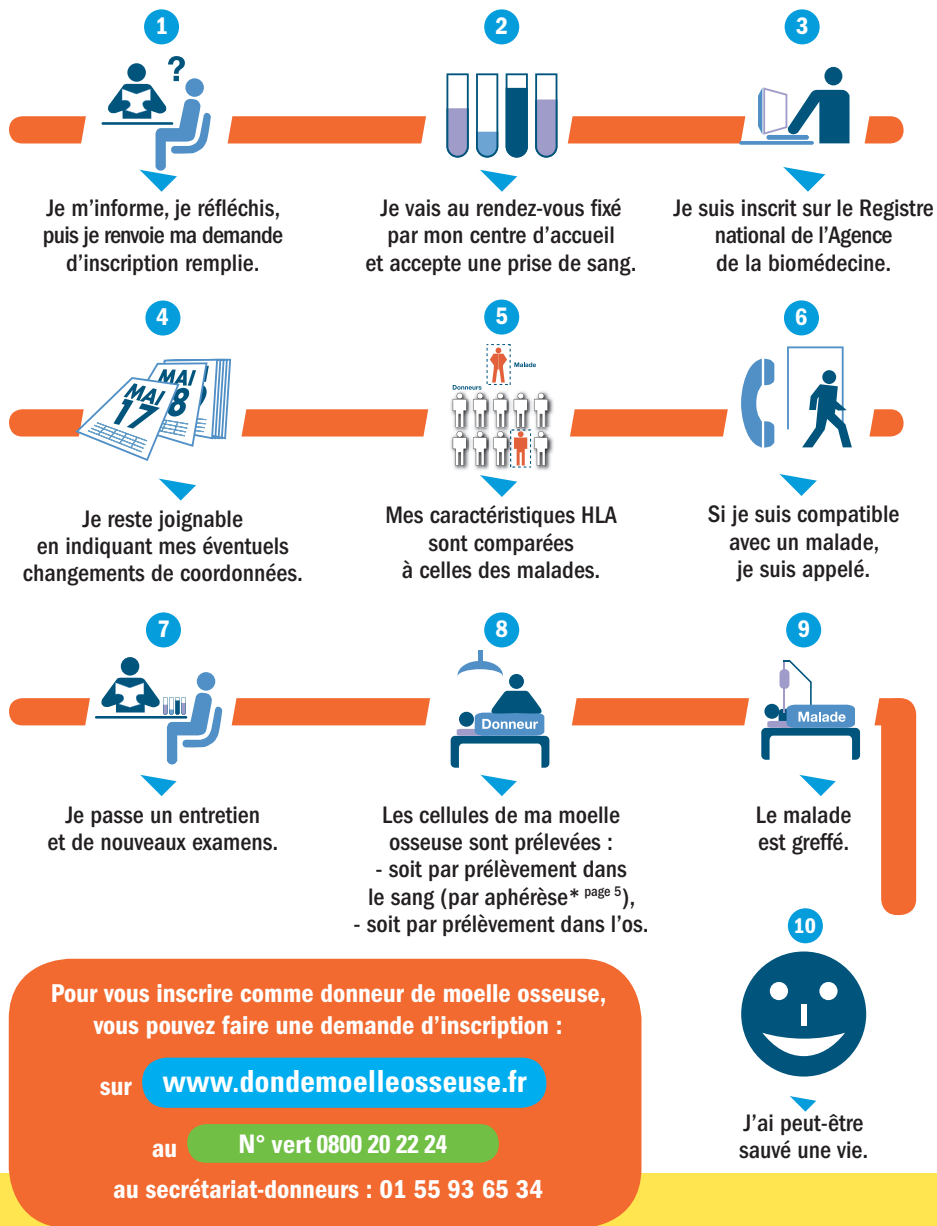 1
?
Je m'informe, je réfléchis,
puis je renvoie ma demande
d'inscription remplie.
2
Je vais au rendez-vous fixé
par mon centre d'accueil
et accepte une prise de sang.
3
Je suis inscrit sur le Registre
national de l'Agence
de la biomédecine.
4
MAI
17
MAI
8
Je reste joignable
en indiquant mes éventuels
changements de coordonnées.
5
Malade
Donneurs
Mes caractéristiques HLA
sont comparées
à celles des malades.
6
Si je suis compatible
avec un malade,
je suis appelé.
7
Je passe un entretien
et de nouveaux examens.
8
Donneur
Les cellules de ma moelle
osseuse sont prélevées :
- soit par prélèvement dans
le sang (par aphérèse* page 5),
- soit par prélèvement dans l'os.
9
Malade
Le malade
est greffé.
10
J'ai peut-être
sauvé une vie.
Pour vous inscrire comme donneur de moelle osseuse,
vous pouvez faire une demande d'inscription :
sur www.dondemoelleosseuse.fr
au N° vert 0800 20 22 24
au secrétariat-donneurs : 01 55 93 65 34